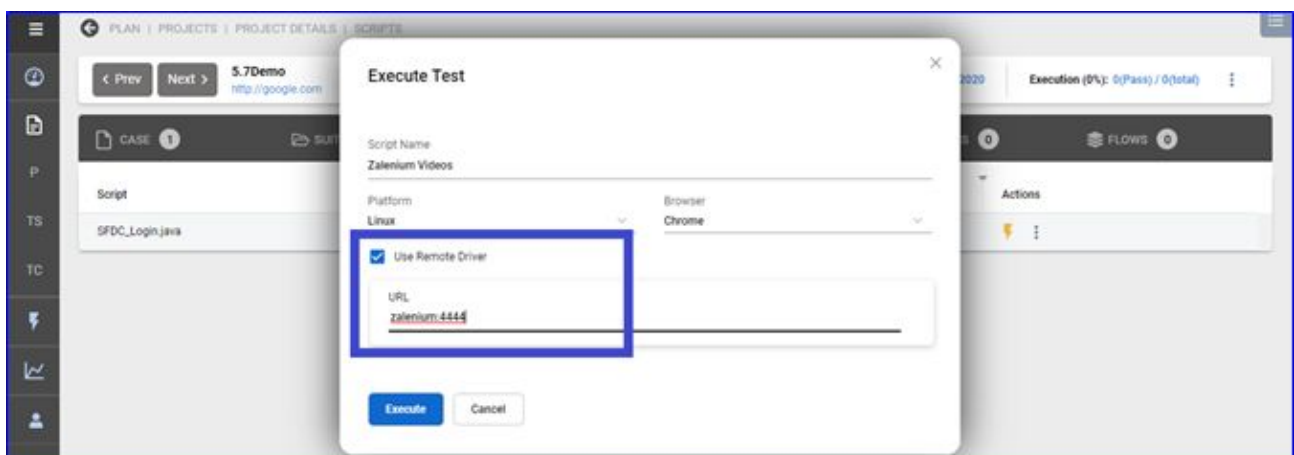 PLAN | PROJECTS | PROJECT DETAILS | SCRIPTS
< Prev
Next >
5.7Demo
http://google.com
2020
Execution (0%): 0(Pass) / 0(total)
CASE 1
SUIT
S 0
FLOWS 0
Script
Actions
SFDC_Login.java
P
TS
TC
Execute Test
Script Name
Zalenium Videos
Platform
Browser
Linux
Chrome
Use Remote Driver
URL
zalenium:4444
Execute
Cancel